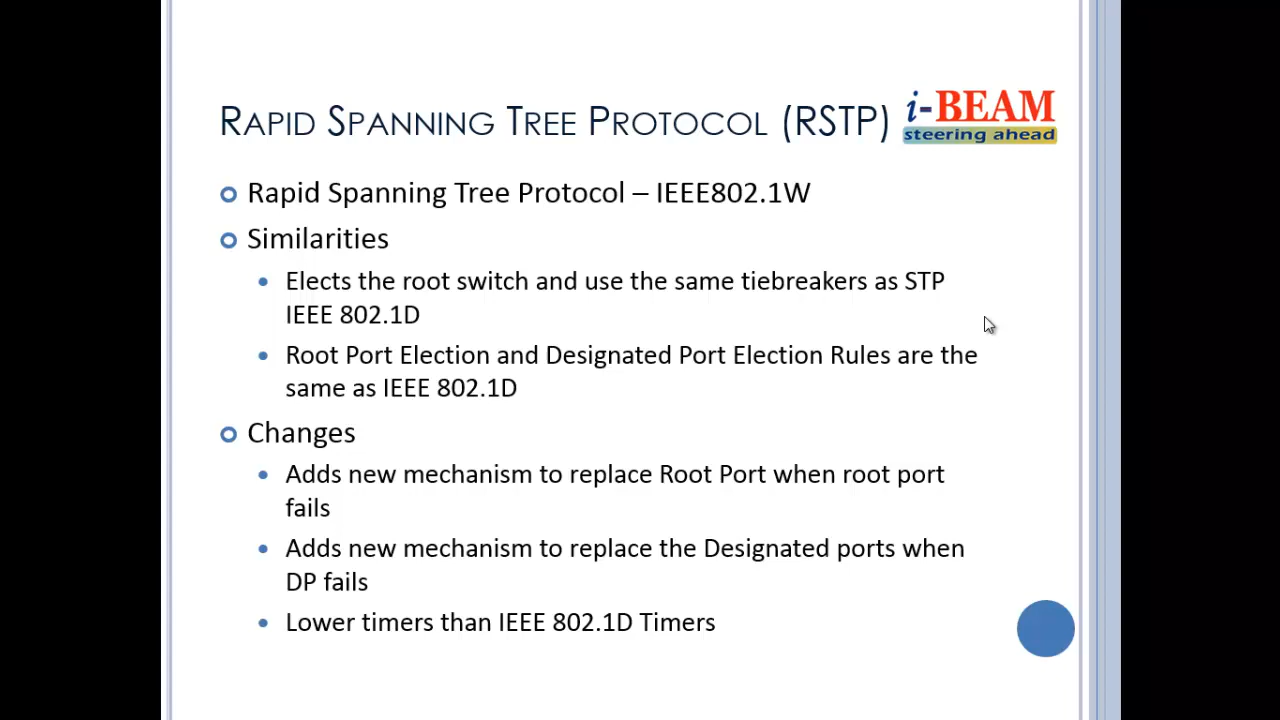 RAPID SPANNING TREE PROTOCOL (RSTP)
i-BEAM
steering ahead
Rapid Spanning Tree Protocol – IEEE802.1W
Similarities
Elects the root switch and use the same tiebreakers as STP
IEEE 802.1D
Root Port Election and Designated Port Election Rules are the
same as IEEE 802.1D
Changes
Adds new mechanism to replace Root Port when root port
fails
Adds new mechanism to replace the Designated ports when
DP fails
Lower timers than IEEE 802.1D Timers